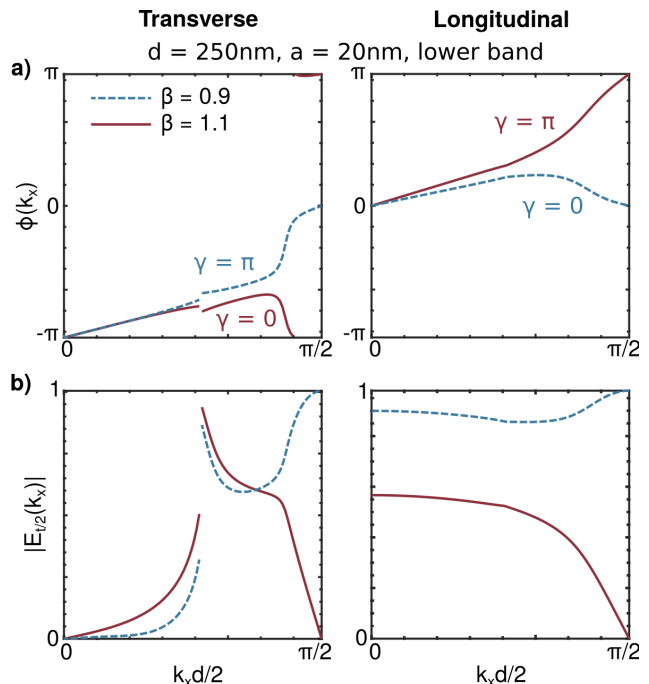 Transverse
Longitudinal
d = 250nm, a = 20nm, lower band
a)
π
0
-π
ϕ(kₓ)
β = 0.9
β = 1.1
γ = π
γ = 0
0
π/2
π
0
-π
γ = π
γ = 0
0
π/2
b)
1
0
|E_{t/2}(kₓ)|
0
π/2
kₓd/2
1
0
0
π/2
kₓd/2